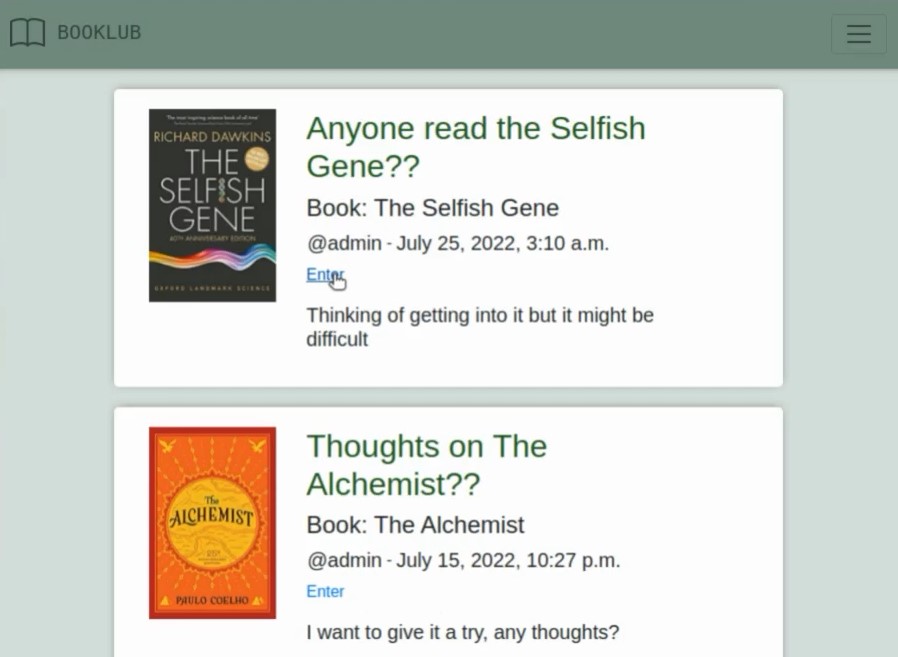 BOOKLUB
The most inspiring science book of all time
RICHARD DAWKINS
THE
SELFISH
GENE
40TH ANNIVERSARY EDITION
OXFORD LANDMARK SCIENCE
Anyone read the Selfish
Gene??
Book: The Selfish Gene
@admin - July 25, 2022, 3:10 a.m.
Enter
Thinking of getting into it but it might be
difficult
The
ALCHEMIST
PAULO COELHO
Thoughts on The
Alchemist??
Book: The Alchemist
@admin - July 15, 2022, 10:27 p.m.
Enter
I want to give it a try, any thoughts?